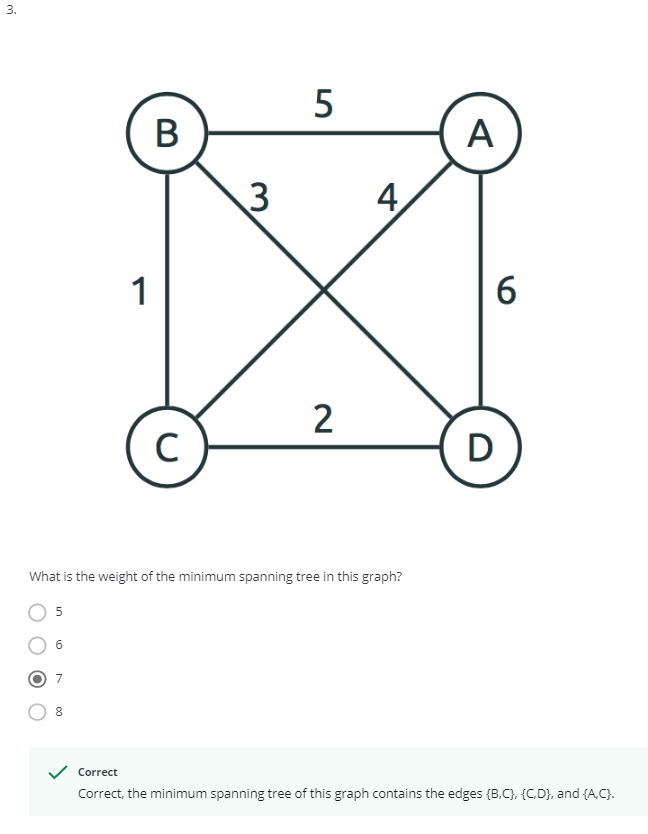 3.
5
B
A
3
4
1
6
2
C
D
What is the weight of the minimum spanning tree in this graph?
5
6
7
8
Correct
Correct, the minimum spanning tree of this graph contains the edges {B,C}, {C,D}, and {A,C}.